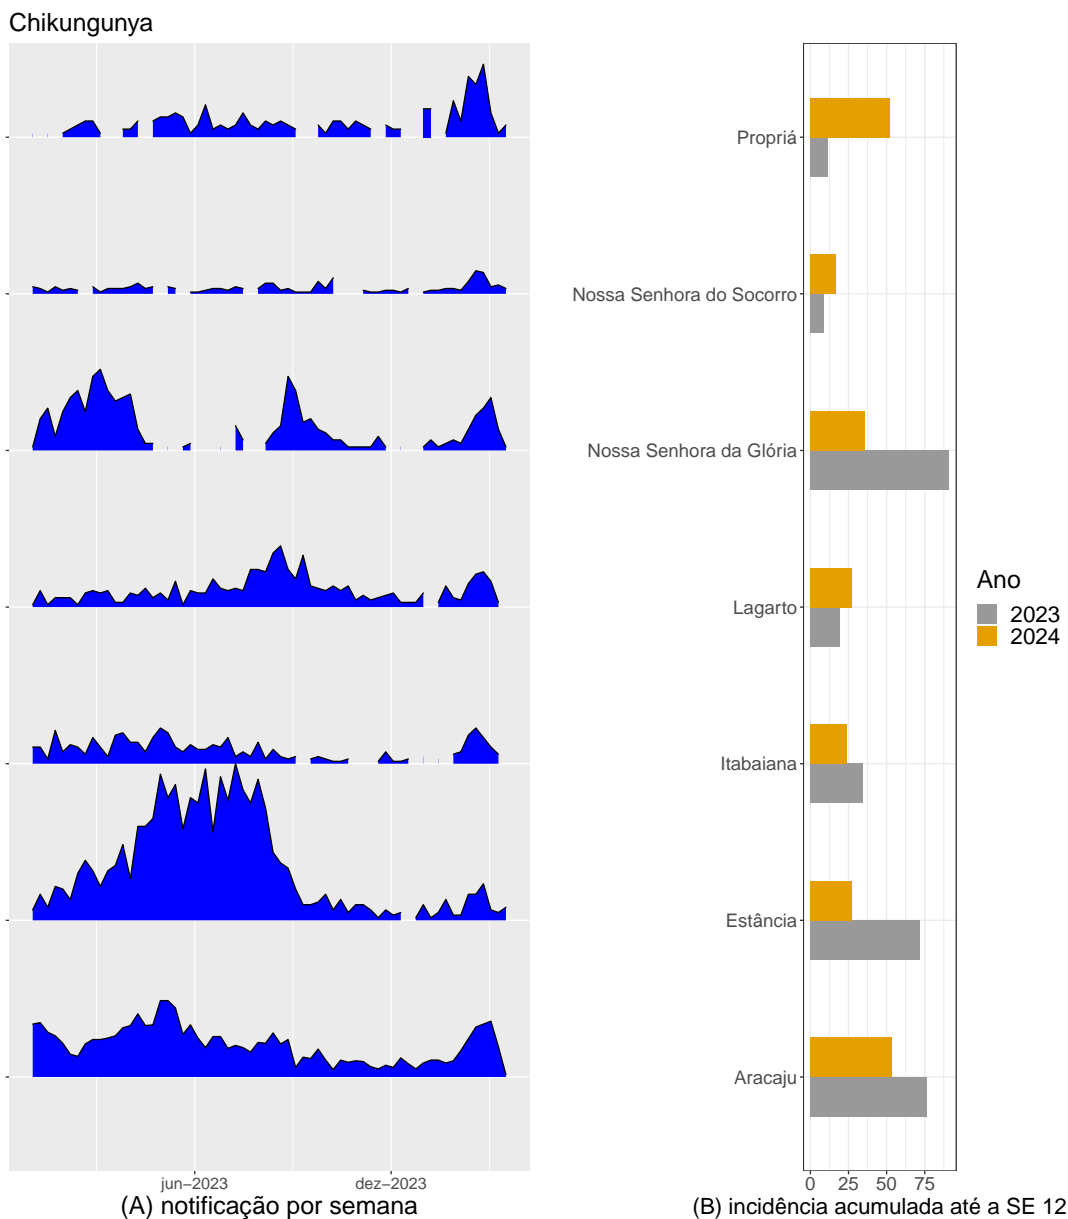 Chikungunya
Propriá
Nossa Senhora do Socorro
Nossa Senhora da Glória
Lagarto
Itabaiana
Estância
Aracaju
Ano
2023
2024
jun−2023 dez−2023
(A) notificação por semana
0 25 50 75
(B) incidência acumulada até a SE 12